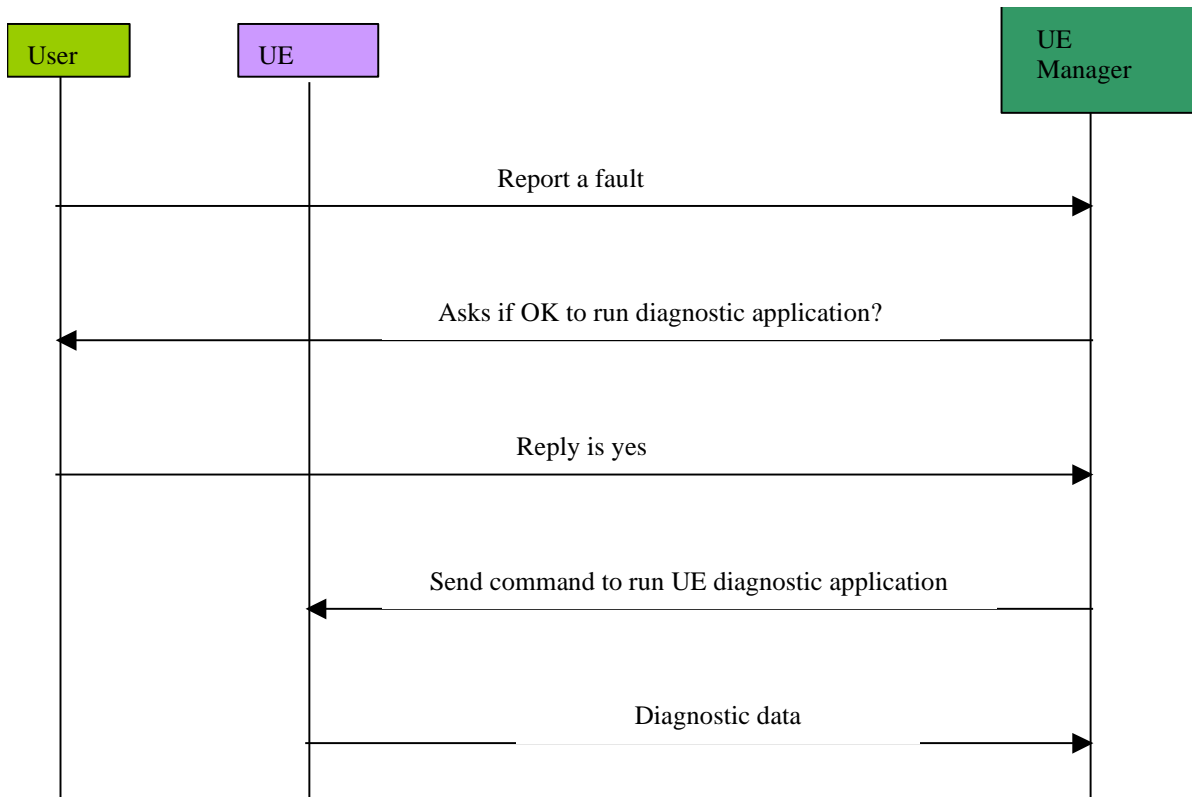 User
UE
UE
Manager
Report a fault
Asks if OK to run diagnostic application?
Reply is yes
Send command to run UE diagnostic application
Diagnostic data